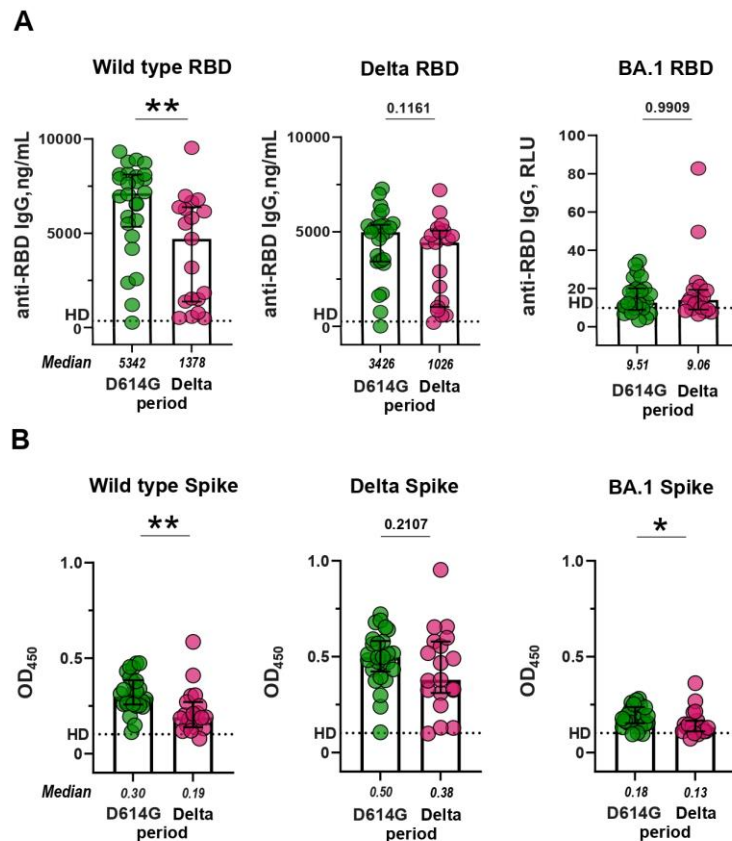 A
Wild type RBD
Delta RBD
BA.1 RBD
**
0.1161
0.9909
anti-RBD IgG,ng/mL
10000
5000
0
HD
anti-RBD IgG,ng/mL
10000
5000
0
HD
anti-RBD IgG, RLU
100
80
60
40
20
0
HD
Median
5342
1378
3426
1026
9.51
9.06
D614G Delta
period
D614G Delta
period
D614G Delta
period
B
Wild type Spike
Delta Spike
BA.1 Spike
**
0.2107
*
OD450
1.0
0.5
0
HD
OD450
1.0
0.5
0
HD
OD450
1.0
0.5
0
HD
Median
0.30
0.19
0.50
0.38
0.18
0.13
D614G Delta
period
D614G Delta
period
D614G Delta
period